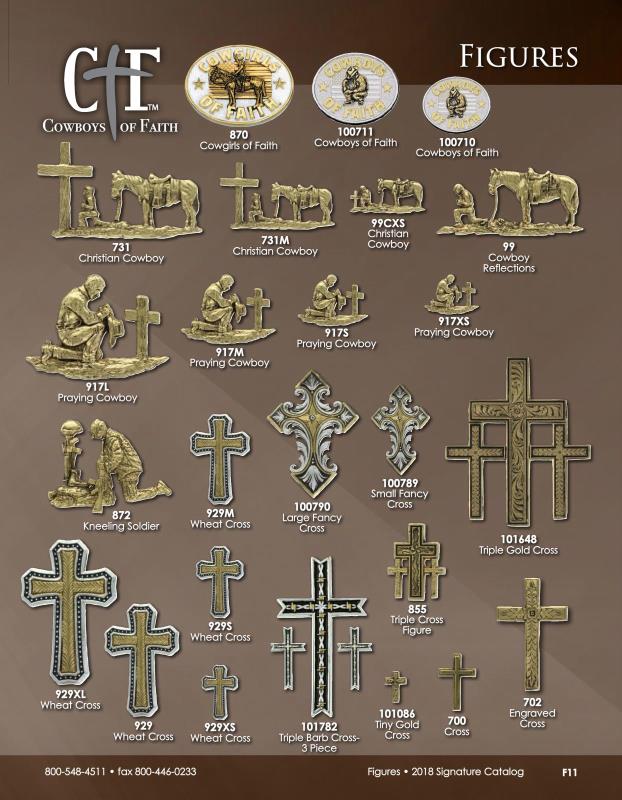 FIGURES
CTF™
COWBOYS OF FAITH
COWGIRLS
OF FAITH
870
Cowgirls of Faith
COWBOYS
OF FAITH
100711
Cowboys of Faith
COWBOYS
OF FAITH
100710
Cowboys of Faith
731
Christian Cowboy
731M
Christian Cowboy
99CXS
Christian
Cowboy
99
Cowboy
Reflections
917L
Praying Cowboy
917M
Praying Cowboy
917S
Praying Cowboy
917XS
Praying Cowboy
872
Kneeling Soldier
929M
Wheat Cross
100790
Large Fancy
Cross
100789
Small Fancy
Cross
101648
Triple Gold Cross
929XL
Wheat Cross
929
Wheat Cross
929S
Wheat Cross
929XS
Wheat Cross
101782
Triple Barb Cross-
3 Piece
855
Triple Cross
Figure
101086
Tiny Gold
Cross
700
Cross
702
Engraved
Cross
800-548-4511 • fax 800-446-0233
Figures • 2018 Signature Catalog F11